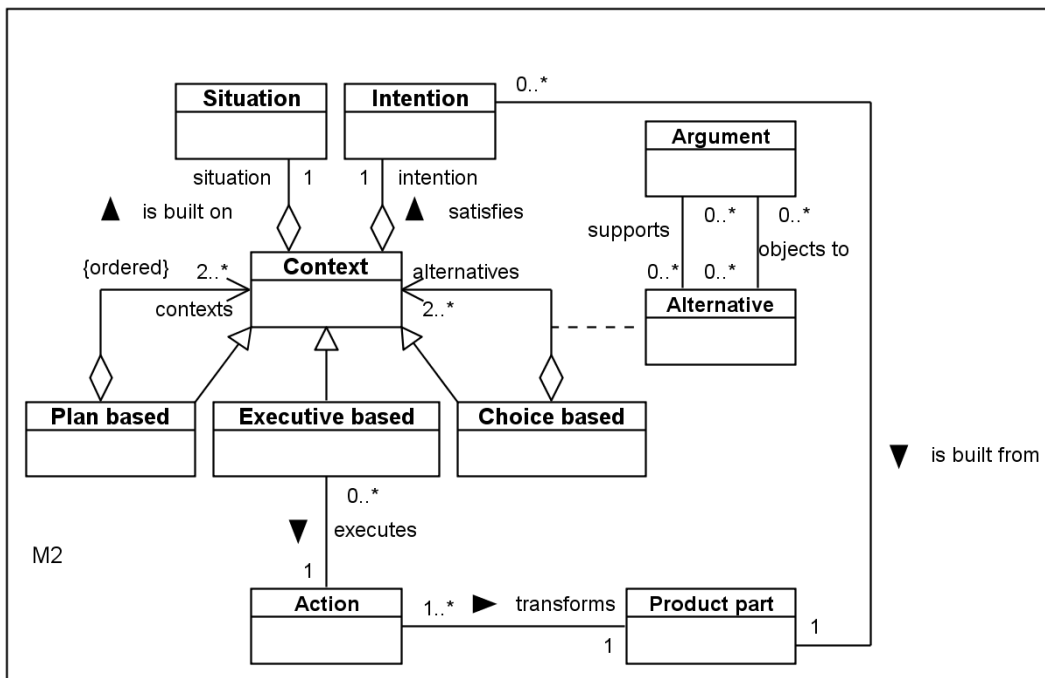 0..*
Situation
Intention
Argument
situation
1
1
intention
is built on
satisfies
0..*
0..*
supports
objects to
{ordered}
2..*
Context
alternatives
0..*
0..*
contexts
2..*
Alternative
Plan based
Executive based
Choice based
is built from
0..*
executes
M2
1
Action
1..*
transforms
Product part
1
1